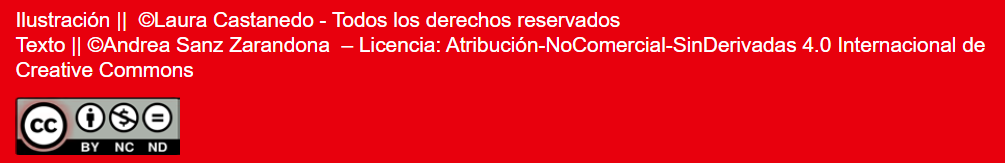 Ilustración ||  ©Laura Castanedo - Todos los derechos reservados
Texto || ©Andrea Sanz Zarandona  – Licencia: Atribución-NoComercial-SinDerivadas 4.0 Internacional de
Creative Commons
cc
BY NC ND